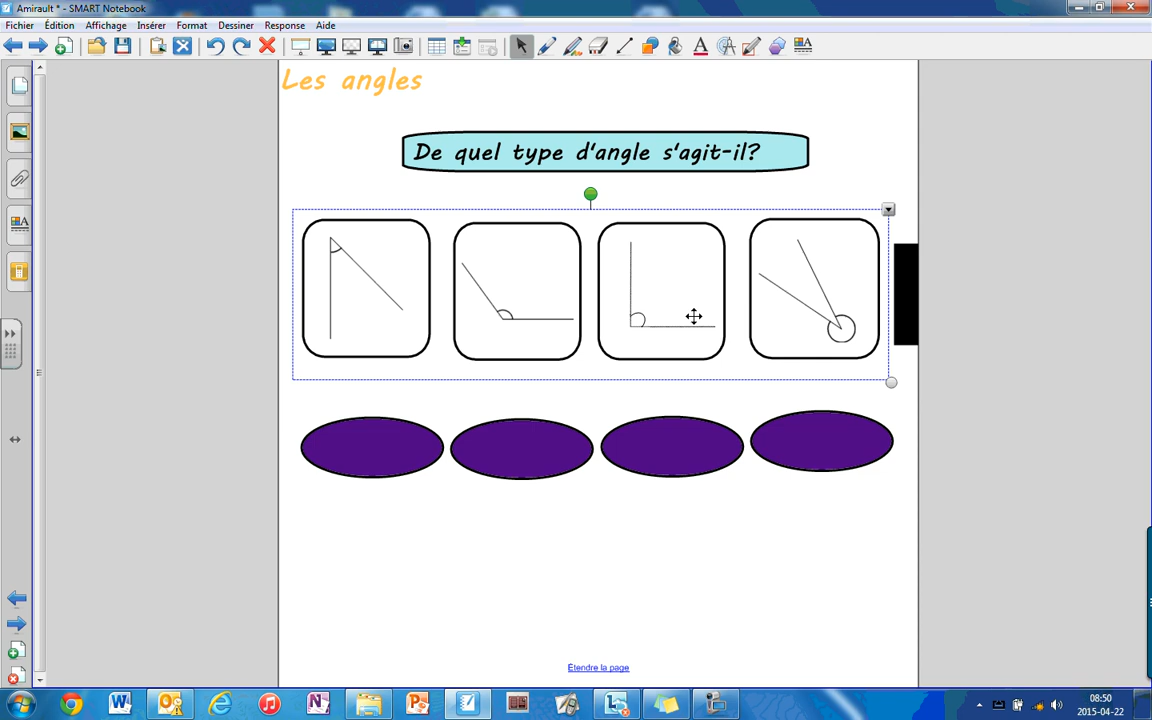 Amirault * - SMART Notebook
Fichier Édition Affichage Insérer Format Dessiner Réponse Aide
Les angles
De quel type d'angle s'agit-il?
Étendre la page
08:50
2015-04-22